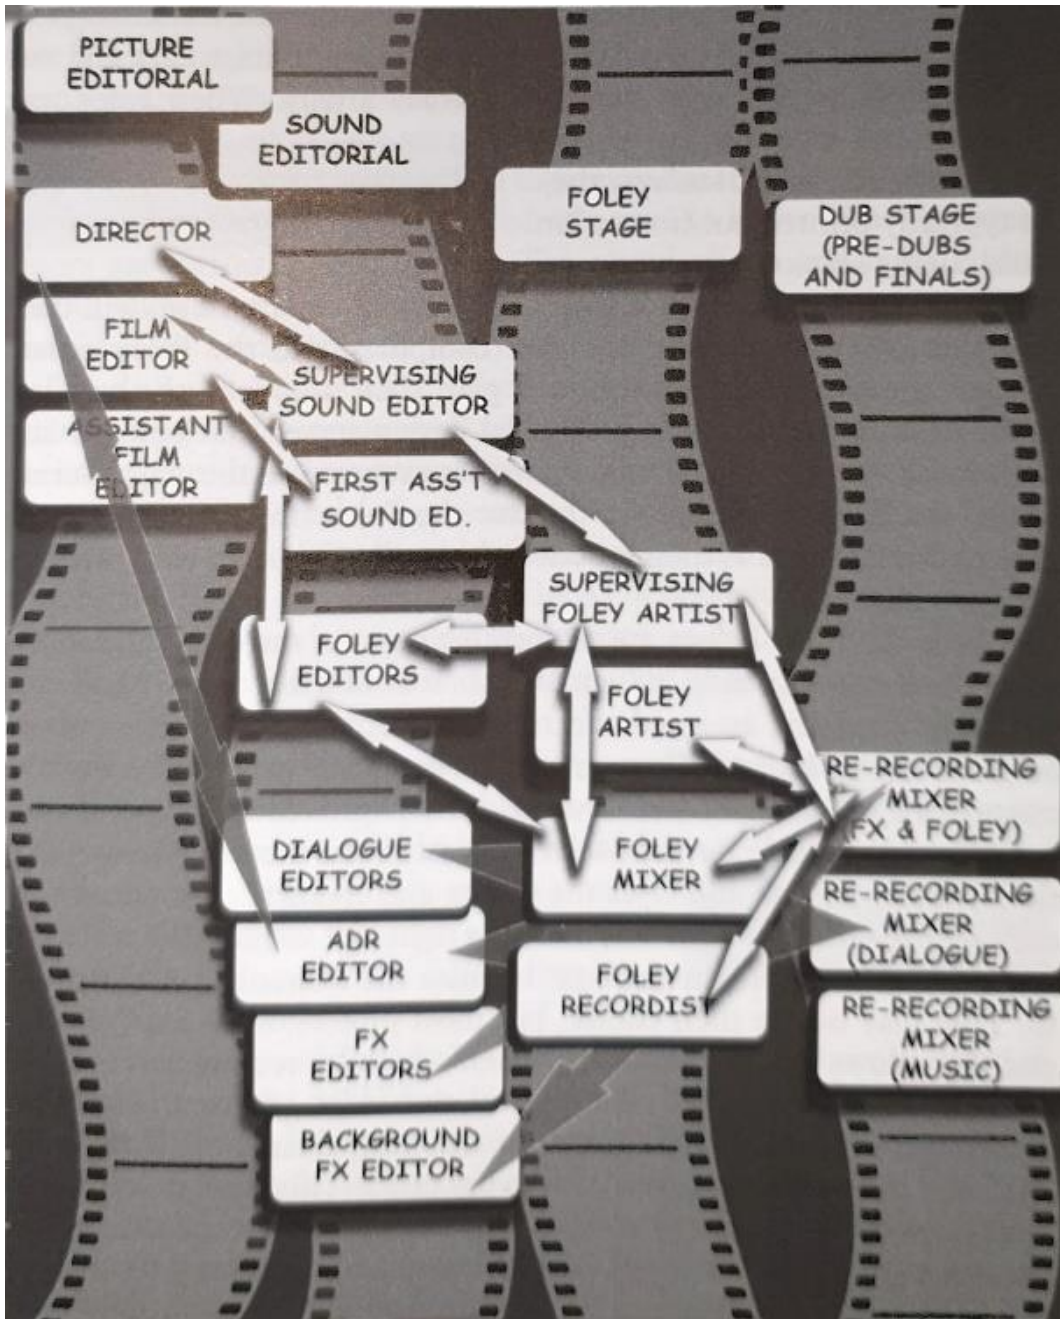 PICTURE
EDITORIAL
SOUND
EDITORIAL
FOLEY
STAGE
DUB STAGE
(PRE-DUBS
AND FINALS)
DIRECTOR
FILM
EDITOR
ASSISTANT
FILM
EDITOR
SUPERVISING
SOUND EDITOR
FIRST ASS'T
SOUND ED.
FOLEY
EDITORS
DIALOGUE
EDITORS
ADR
EDITOR
FX
EDITORS
BACKGROUND
FX EDITOR
SUPERVISING
FOLEY ARTIST
FOLEY
ARTIST
FOLEY
MIXER
FOLEY
RECORDIST
RE-RECORDING
MIXER
(FX & FOLEY)
RE-RECORDING
MIXER
(DIALOGUE)
RE-RECORDING
MIXER
(MUSIC)